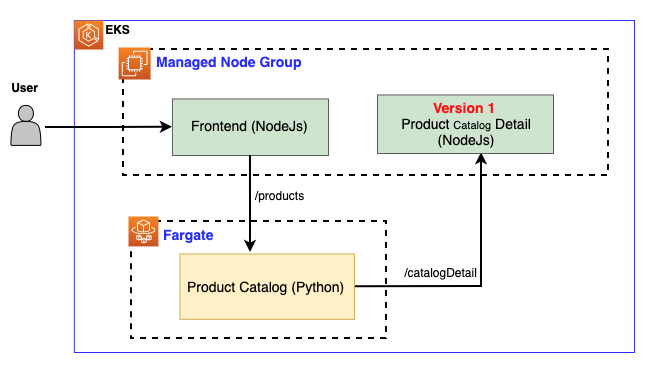 EKS
Managed Node Group
User
Frontend (NodeJs)
Version 1
Product Catalog Detail
(NodeJs)
/products
Fargate
Product Catalog (Python)
/catalogDetail